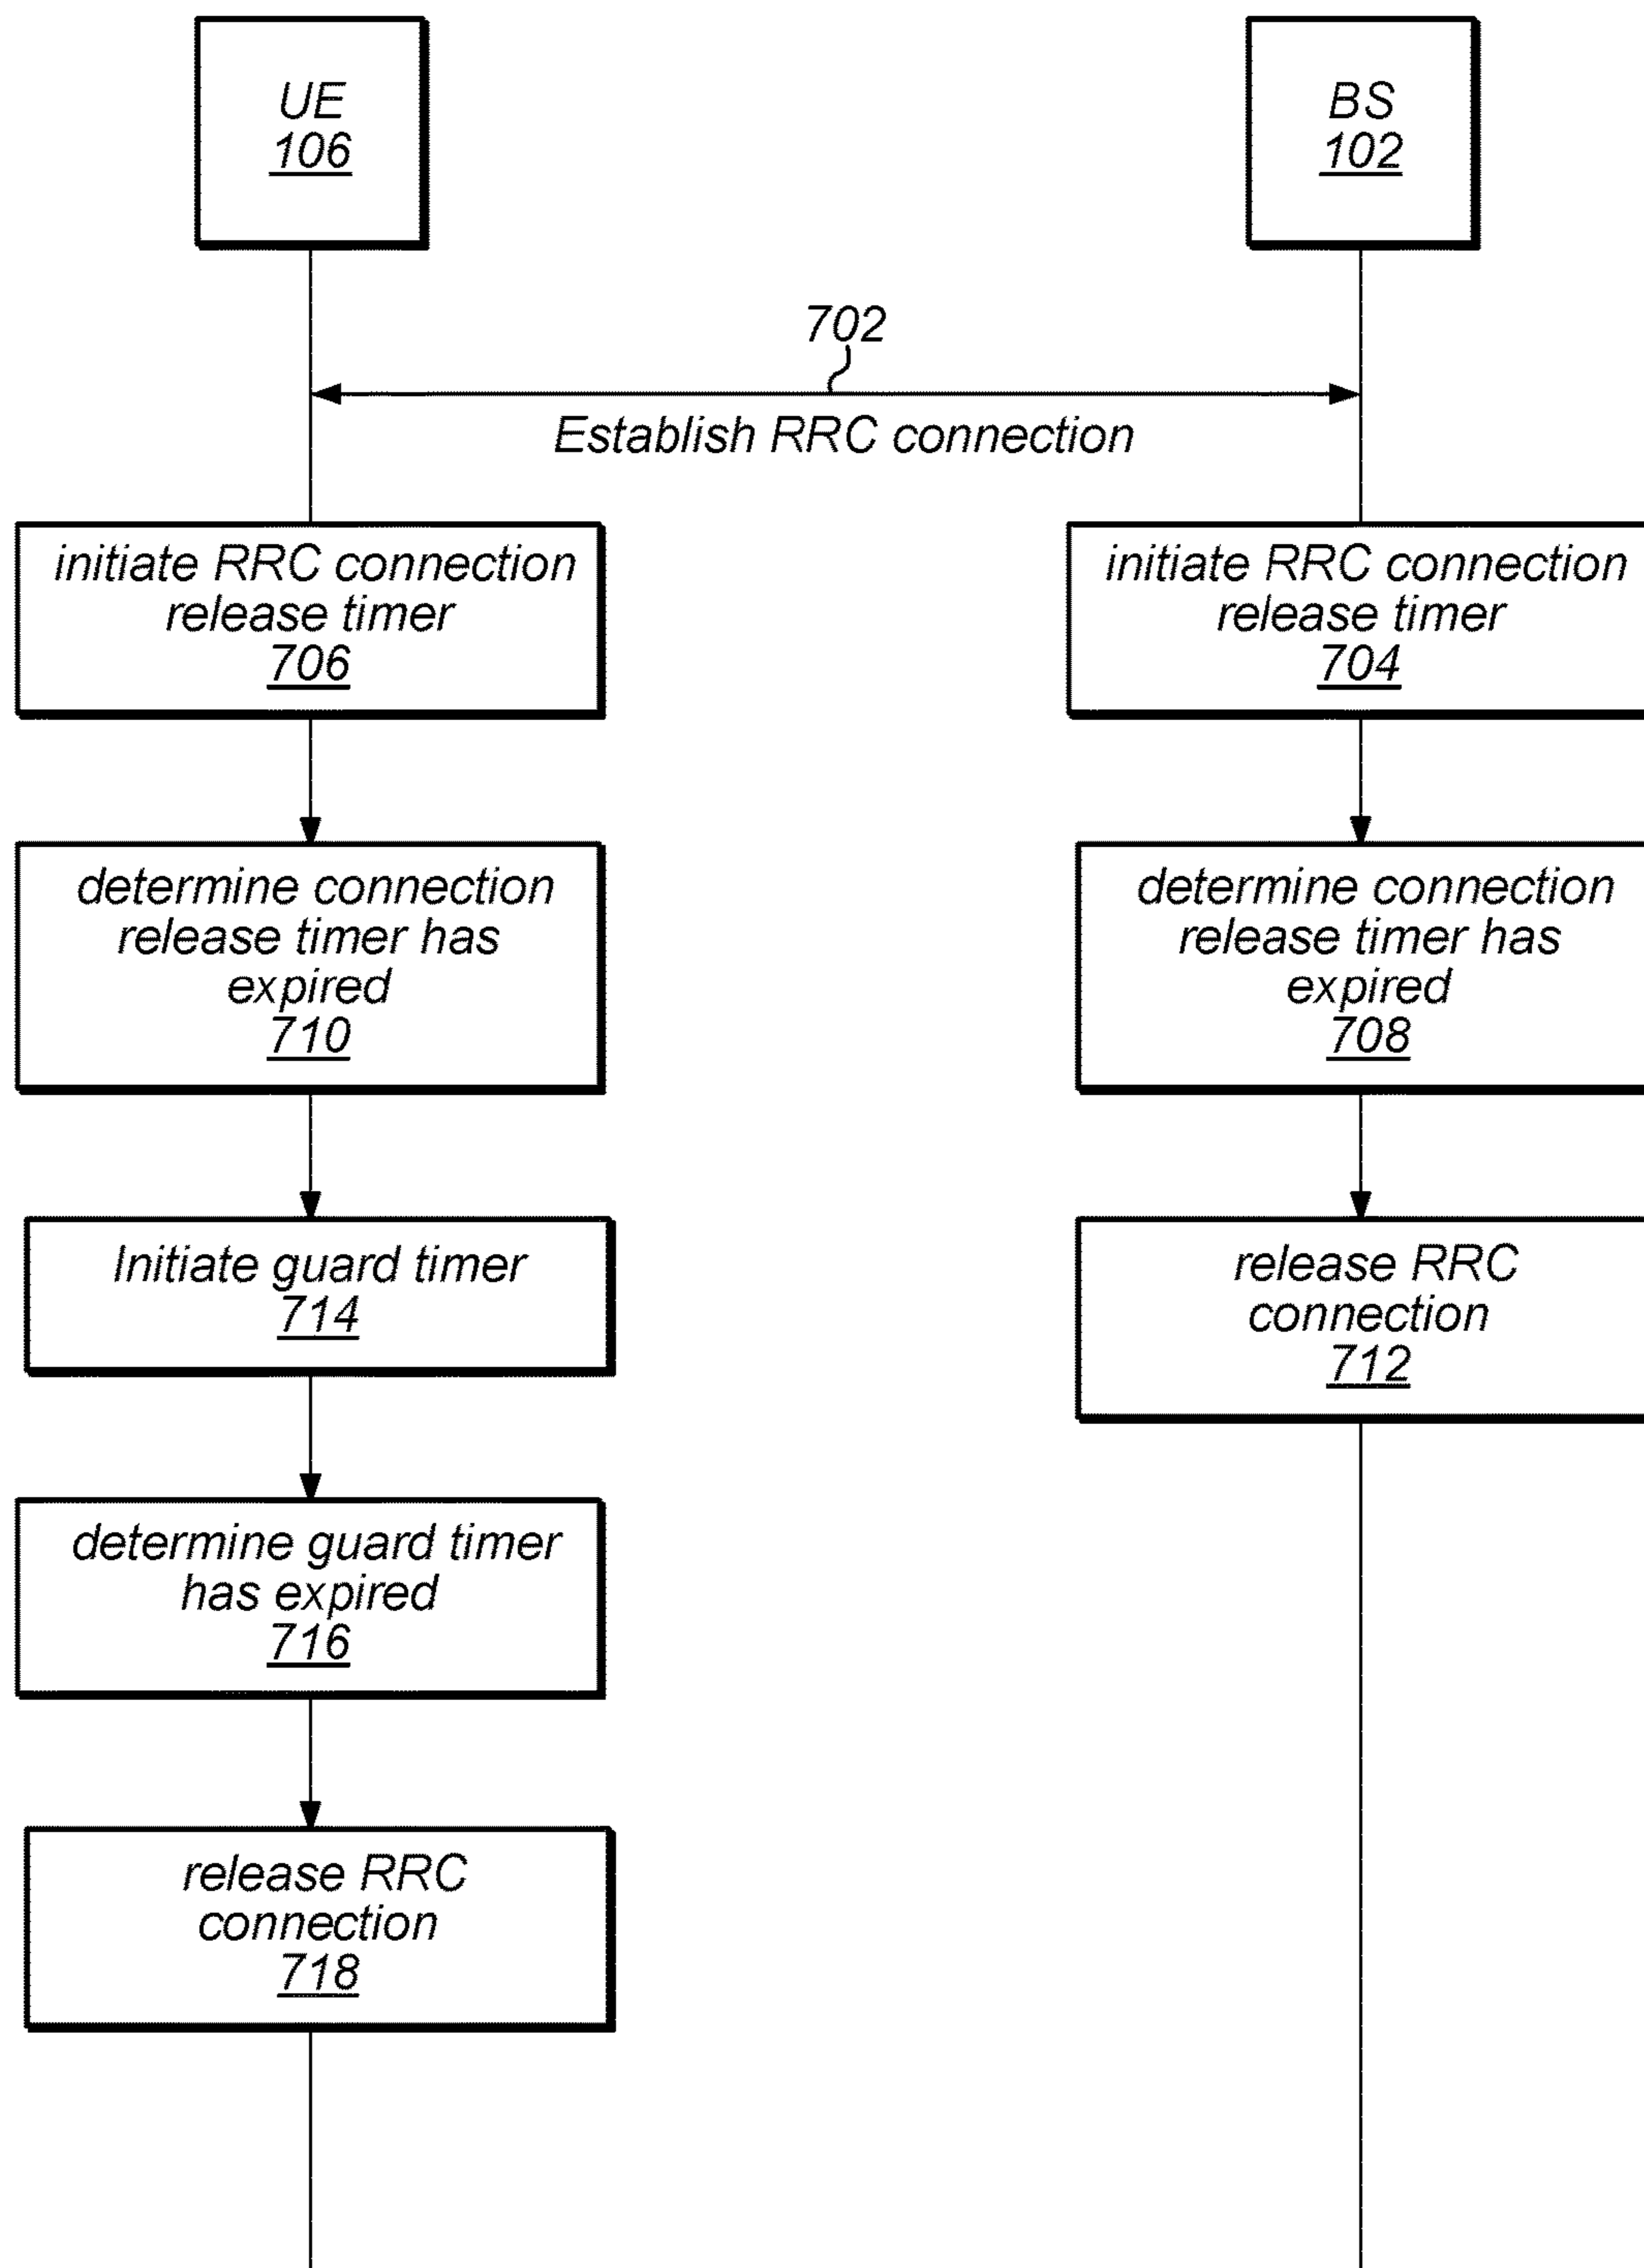 UE
106
BS
102
702
Establish RRC connection
initiate RRC connection
release timer
706
initiate RRC connection
release timer
704
determine connection
release timer has
expired
710
determine connection
release timer has
expired
708
Initiate guard timer
714
release RRC
connection
712
determine guard timer
has expired
716
release RRC
connection
718